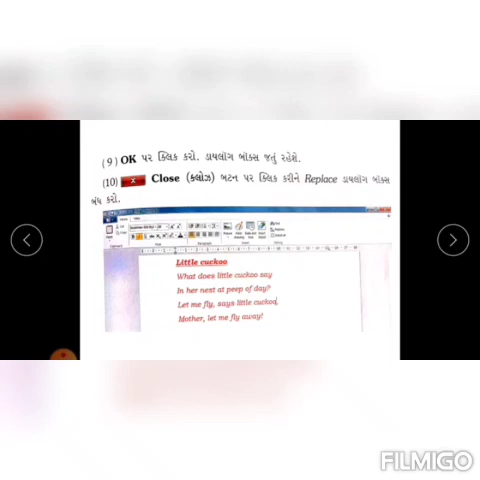 (9) OK પર ક્લિક કરો. ડાયલૉગ બૉક્સ જતું રહેશે.
(10) X Close (ક્લોઝ) બટન પર ક્લિક કરીને Replace ડાયલૉગ બૉક્સ
બંધ કરો.
Little cuckoo
What does little cuckoo say
In her nest at peep of day?
Let me fly, says little cuckoo,
Mother, let me fly away!
FILMIGO